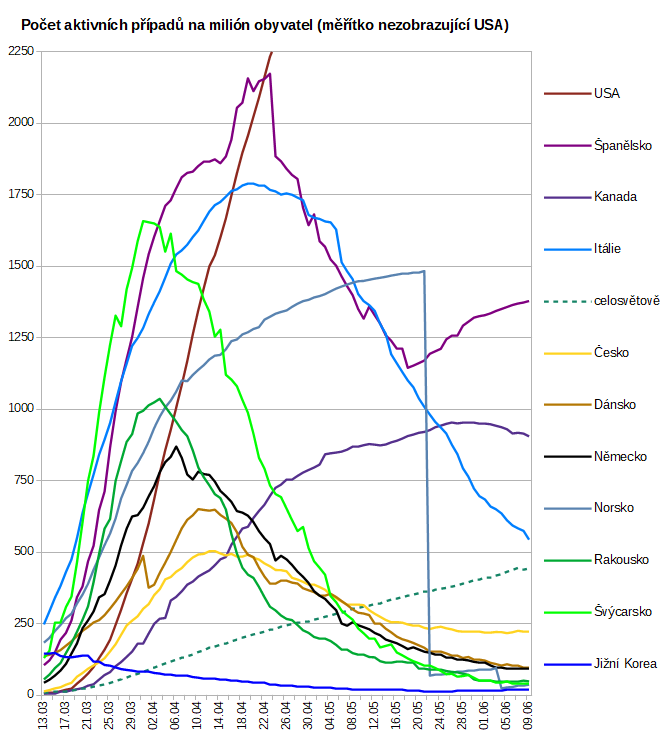 Počet aktivních případů na milión obyvatel (měřítko nezobrazující USA)
2250
2000
1750
1500
1250
1000
750
500
250
0
13.03
17.03
21.03
25.03
29.03
02.04
06.04
10.04
14.04
18.04
22.04
26.04
30.04
04.05
08.05
12.05
16.05
20.05
24.05
28.05
01.06
05.06
09.06
USA
Španělsko
Kanada
Itálie
celosvětově
Česko
Dánsko
Německo
Norsko
Rakousko
Švýcarsko
Jižní Korea